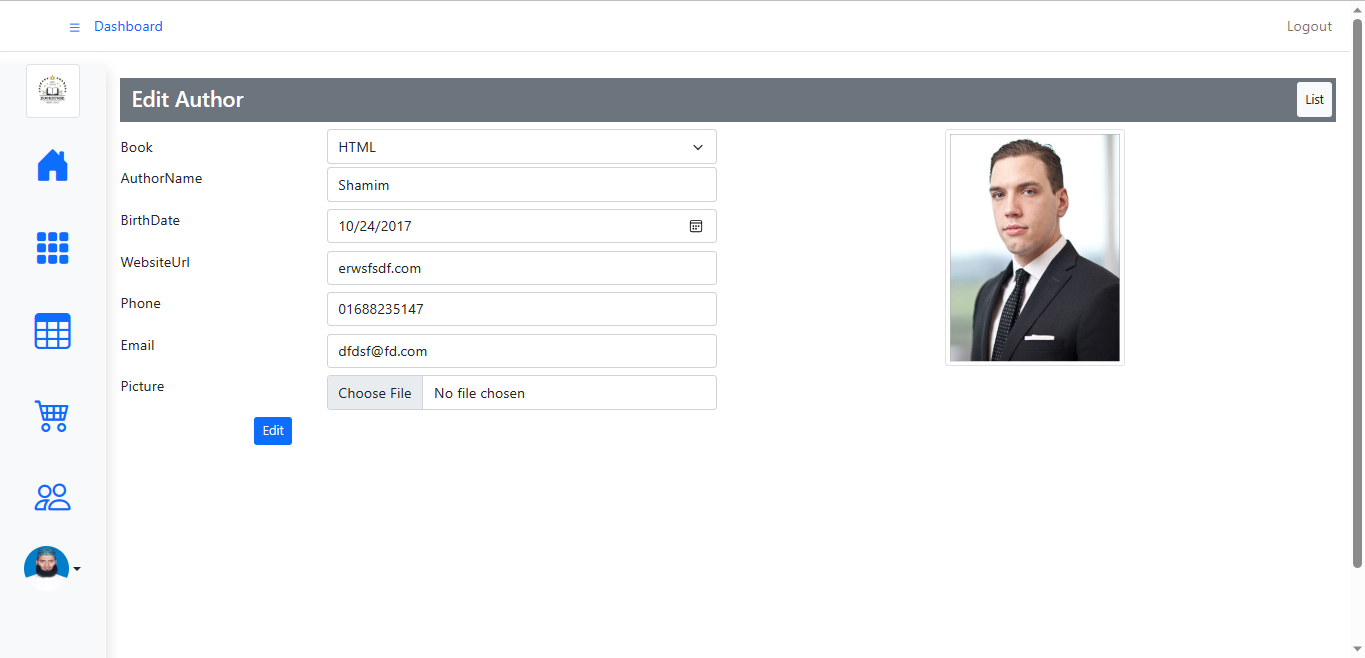 Dashboard
Logout
Edit Author
List
Book
HTML
AuthorName
Shamim
BirthDate
10/24/2017
WebsiteUrl
erwsfsdf.com
Phone
01688235147
Email
dfdsf@fd.com
Picture
Choose File No file chosen
Edit